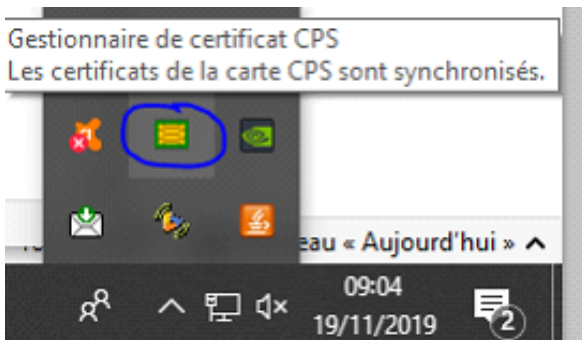 Gestionnaire de certificat CPS
Les certificats de la carte CPS sont synchronisés.
eau « Aujourd'hui »
09:04
19/11/2019
2